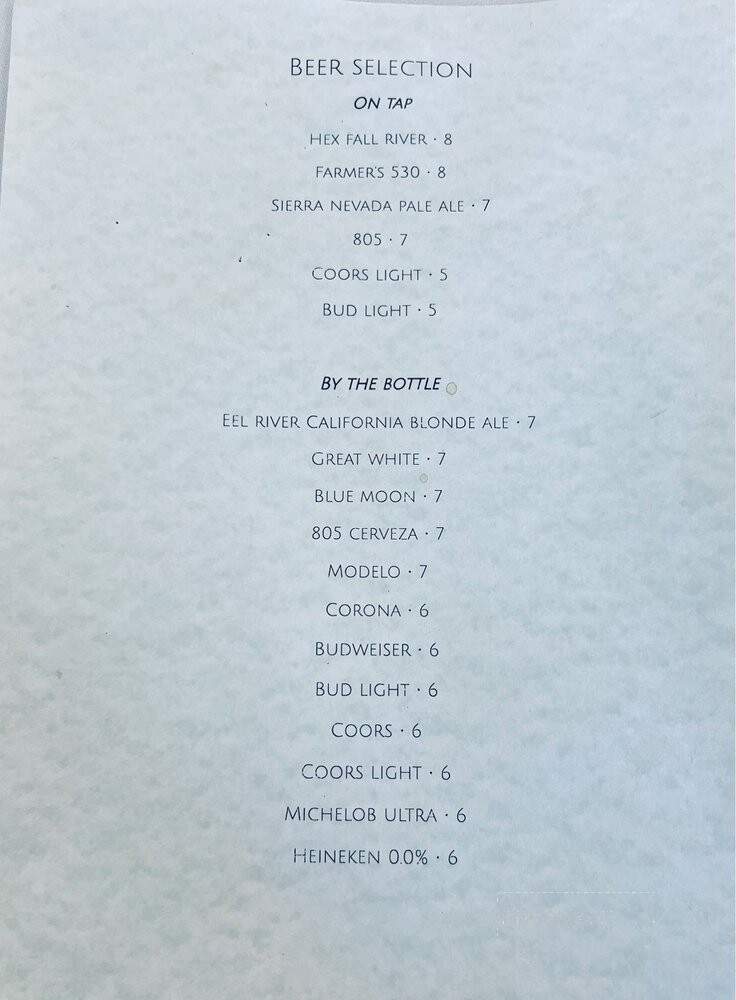 BEER SELECTION
ON TAP
HEX FALL RIVER · 8
FARMER'S 530 · 8
SIERRA NEVADA PALE ALE · 7
805 · 7
COORS LIGHT · 5
BUD LIGHT · 5
BY THE BOTTLE
EEL RIVER CALIFORNIA BLONDE ALE · 7
GREAT WHITE · 7
BLUE MOON · 7
805 CERVEZA · 7
MODELO · 7
CORONA · 6
BUDWEISER · 6
BUD LIGHT · 6
COORS · 6
COORS LIGHT · 6
MICHELOB ULTRA · 6
HEINEKEN 0.0% · 6